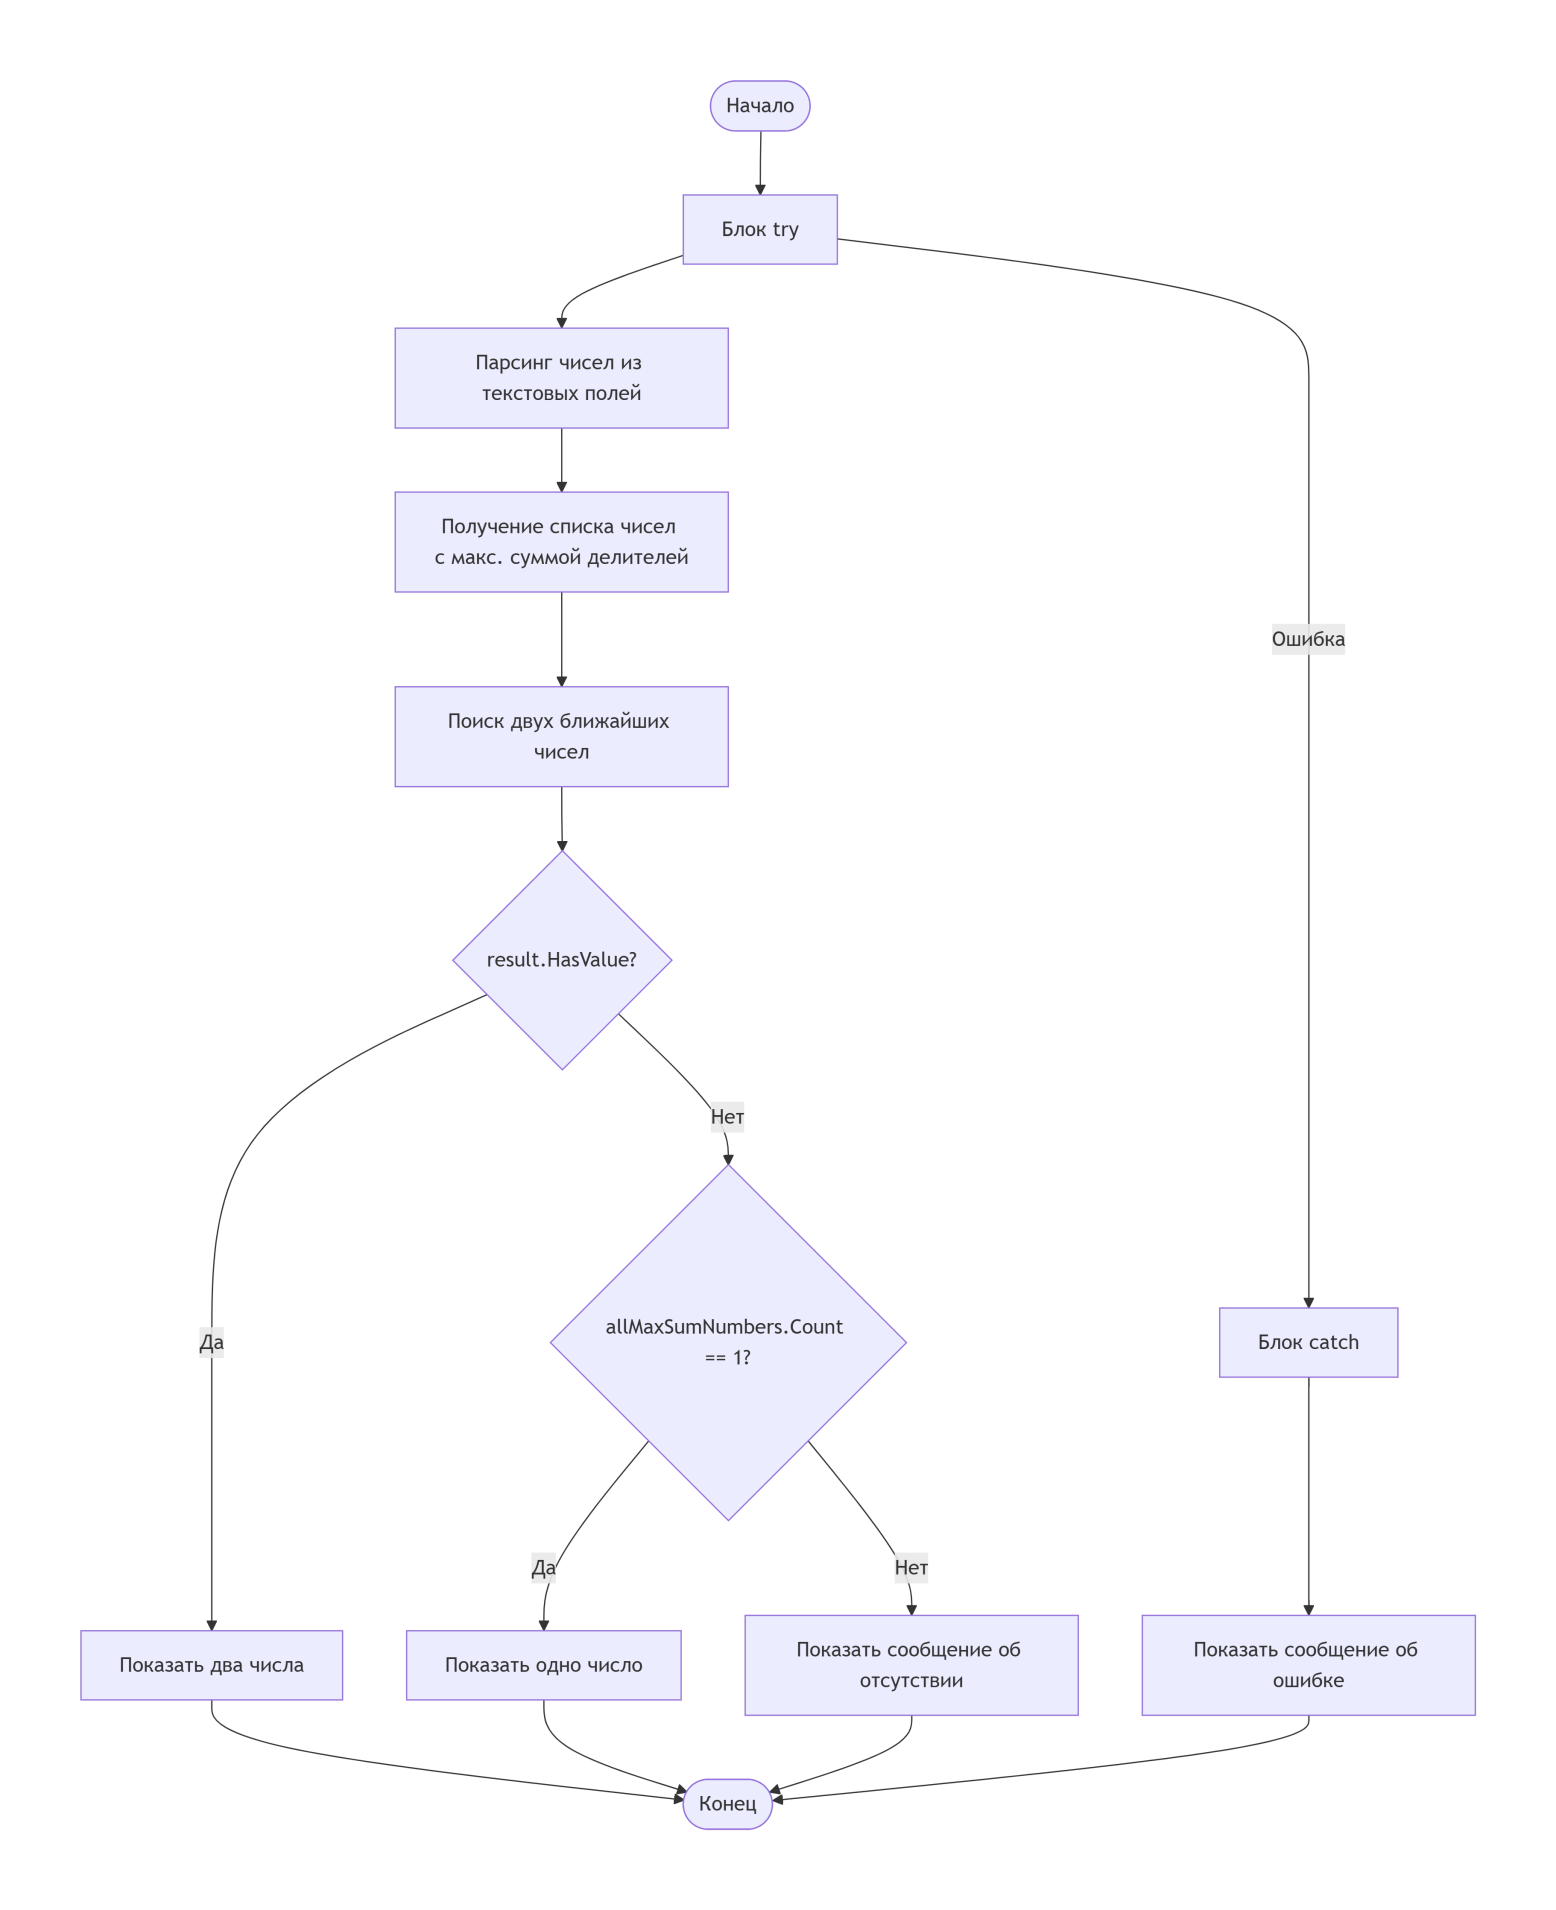 Начало
Блок try
Парсинг чисел из
текстовых полей
Получение списка чисел
с макс. суммой делителей
Ошибка
Поиск двух ближайших
чисел
result.HasValue?
Нет
Да
allMaxSumNumbers.Count
== 1?
Блок catch
Да
Нет
Показать два числа
Показать одно число
Показать сообщение об
отсутствии
Показать сообщение об
ошибке
Конец